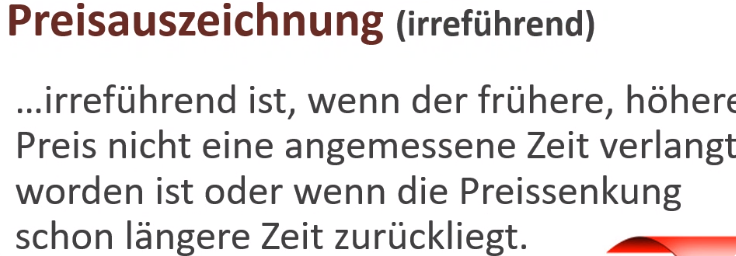 Preisauszeichnung (irreführend)
...irreführend ist, wenn der frühere, höhere
Preis nicht eine angemessene Zeit verlangt
worden ist oder wenn die Preissenkung
schon längere Zeit zurückliegt.